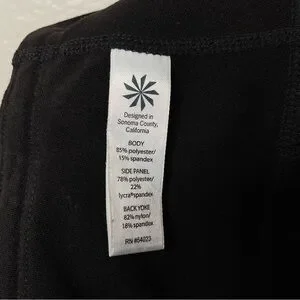 Designed in
Sonoma County,
California
BODY
85% polyester/
15% spandex
SIDE PANEL
78% polyester/
22%
lycra®spandex
BACK YOKE
82% nylon/
18% spandex
RN #64023